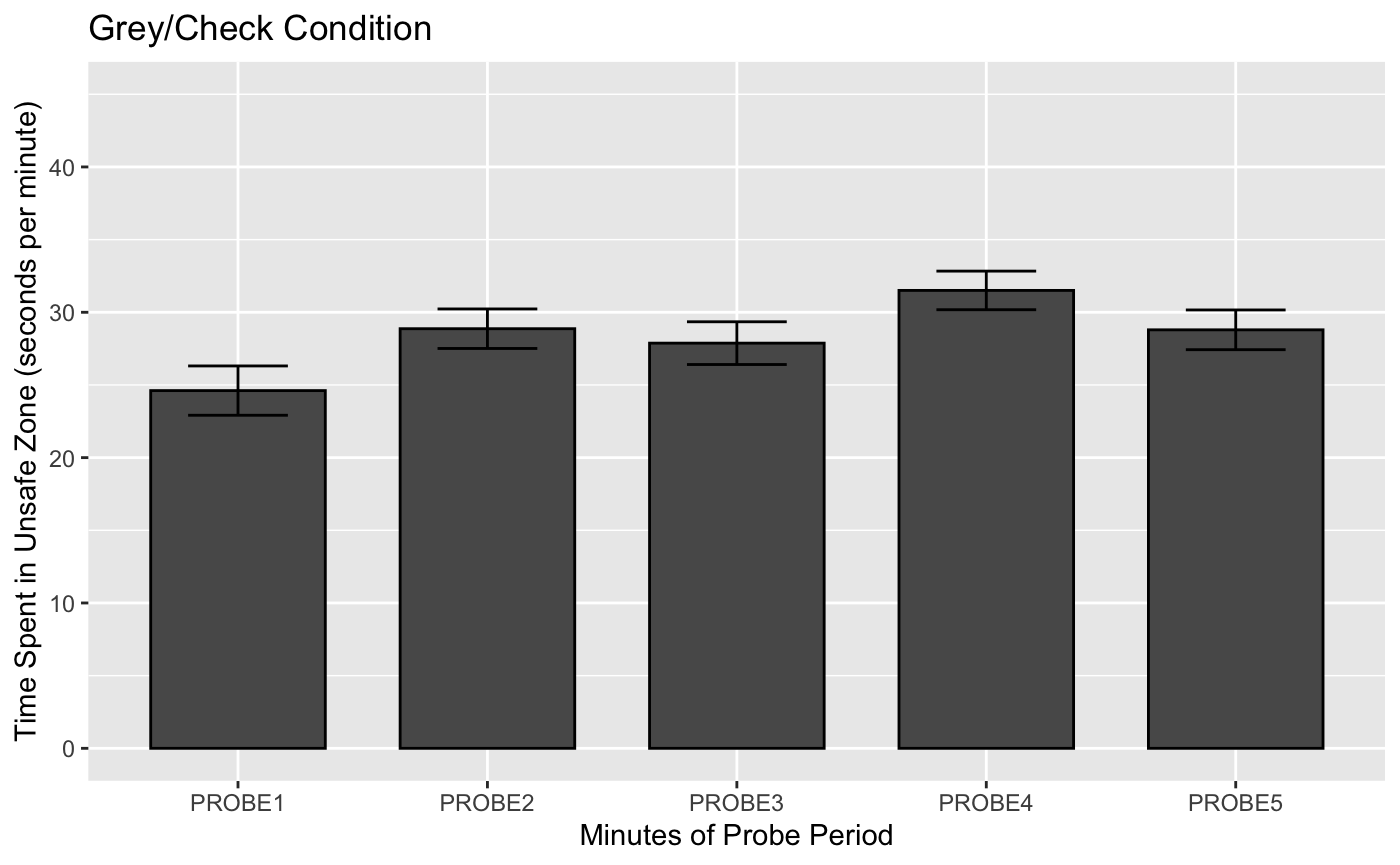 Grey/Check Condition
Time Spent in Unsafe Zone (seconds per minute)
40
30
20
10
0
PROBE1 PROBE2 PROBE3 PROBE4 PROBE5
Minutes of Probe Period